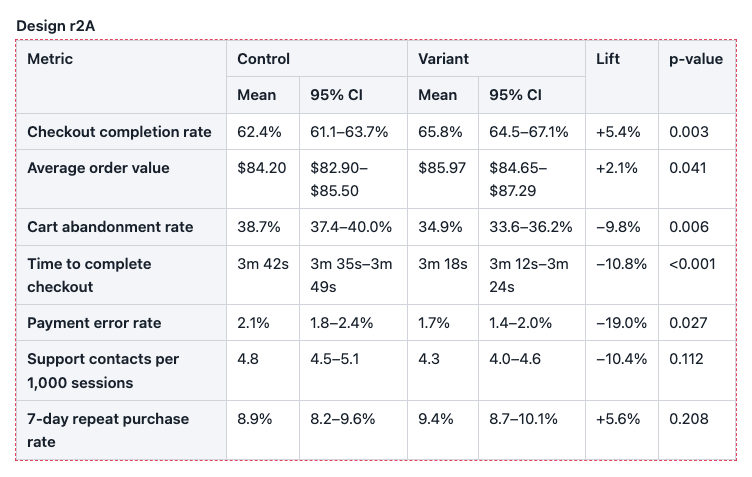 Design r2A
Metric Control Variant Lift p-value
Mean 95% CI Mean 95% CI
Checkout completion rate 62.4% 61.1–63.7% 65.8% 64.5–67.1% +5.4% 0.003
Average order value $84.20 $82.90– $85.97 $84.65– +2.1% 0.041
$85.50 $87.29
Cart abandonment rate 38.7% 37.4–40.0% 34.9% 33.6–36.2% −9.8% 0.006
Time to complete 3m 42s 3m 35s–3m 3m 18s 3m 12s–3m −10.8% <0.001
checkout 49s 24s
Payment error rate 2.1% 1.8–2.4% 1.7% 1.4–2.0% −19.0% 0.027
Support contacts per 4.8 4.5–5.1 4.3 4.0–4.6 −10.4% 0.112
1,000 sessions
7-day repeat purchase 8.9% 8.2–9.6% 9.4% 8.7–10.1% +5.6% 0.208
rate